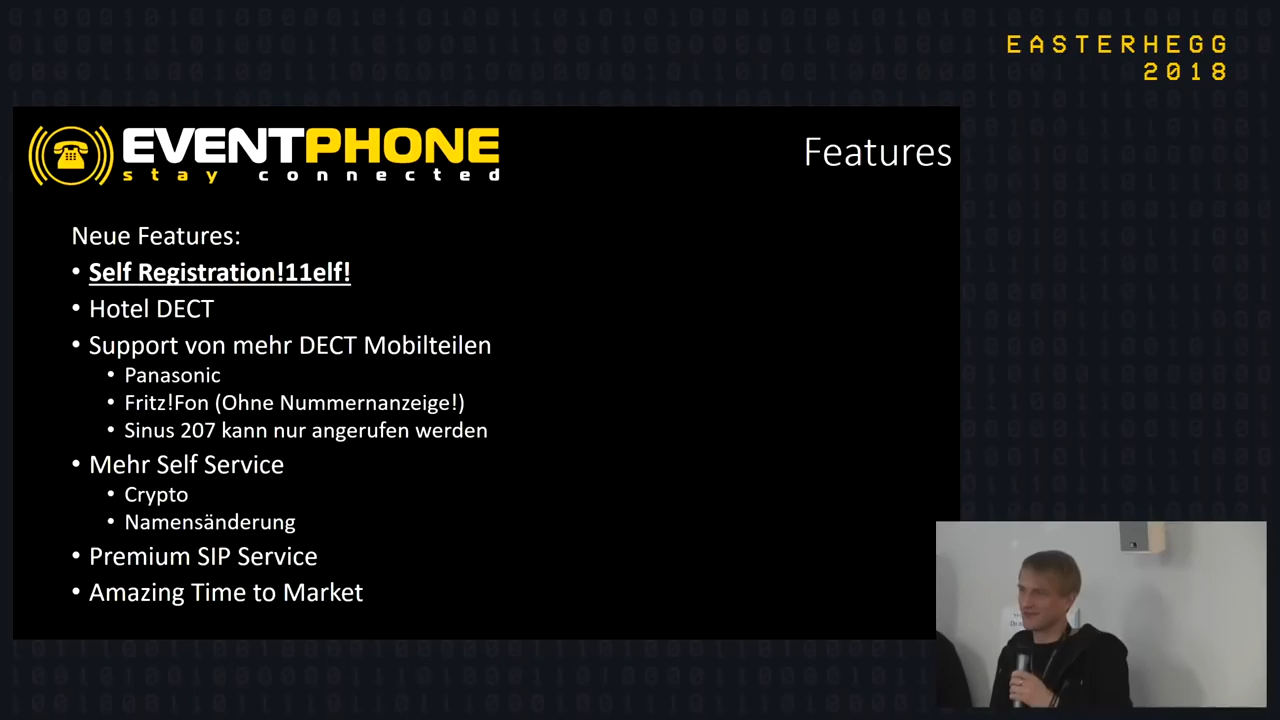 EASTERHEGG
2018
EVENTPHONE
stay connected
Features
Neue Features:
• Self Registration!11elf!
• Hotel DECT
• Support von mehr DECT Mobilteilen
• Panasonic
• Fritz!Fon (Ohne Nummernanzeige!)
• Sinus 207 kann nur angerufen werden
• Mehr Self Service
• Crypto
• Namensänderung
• Premium SIP Service
• Amazing Time to Market